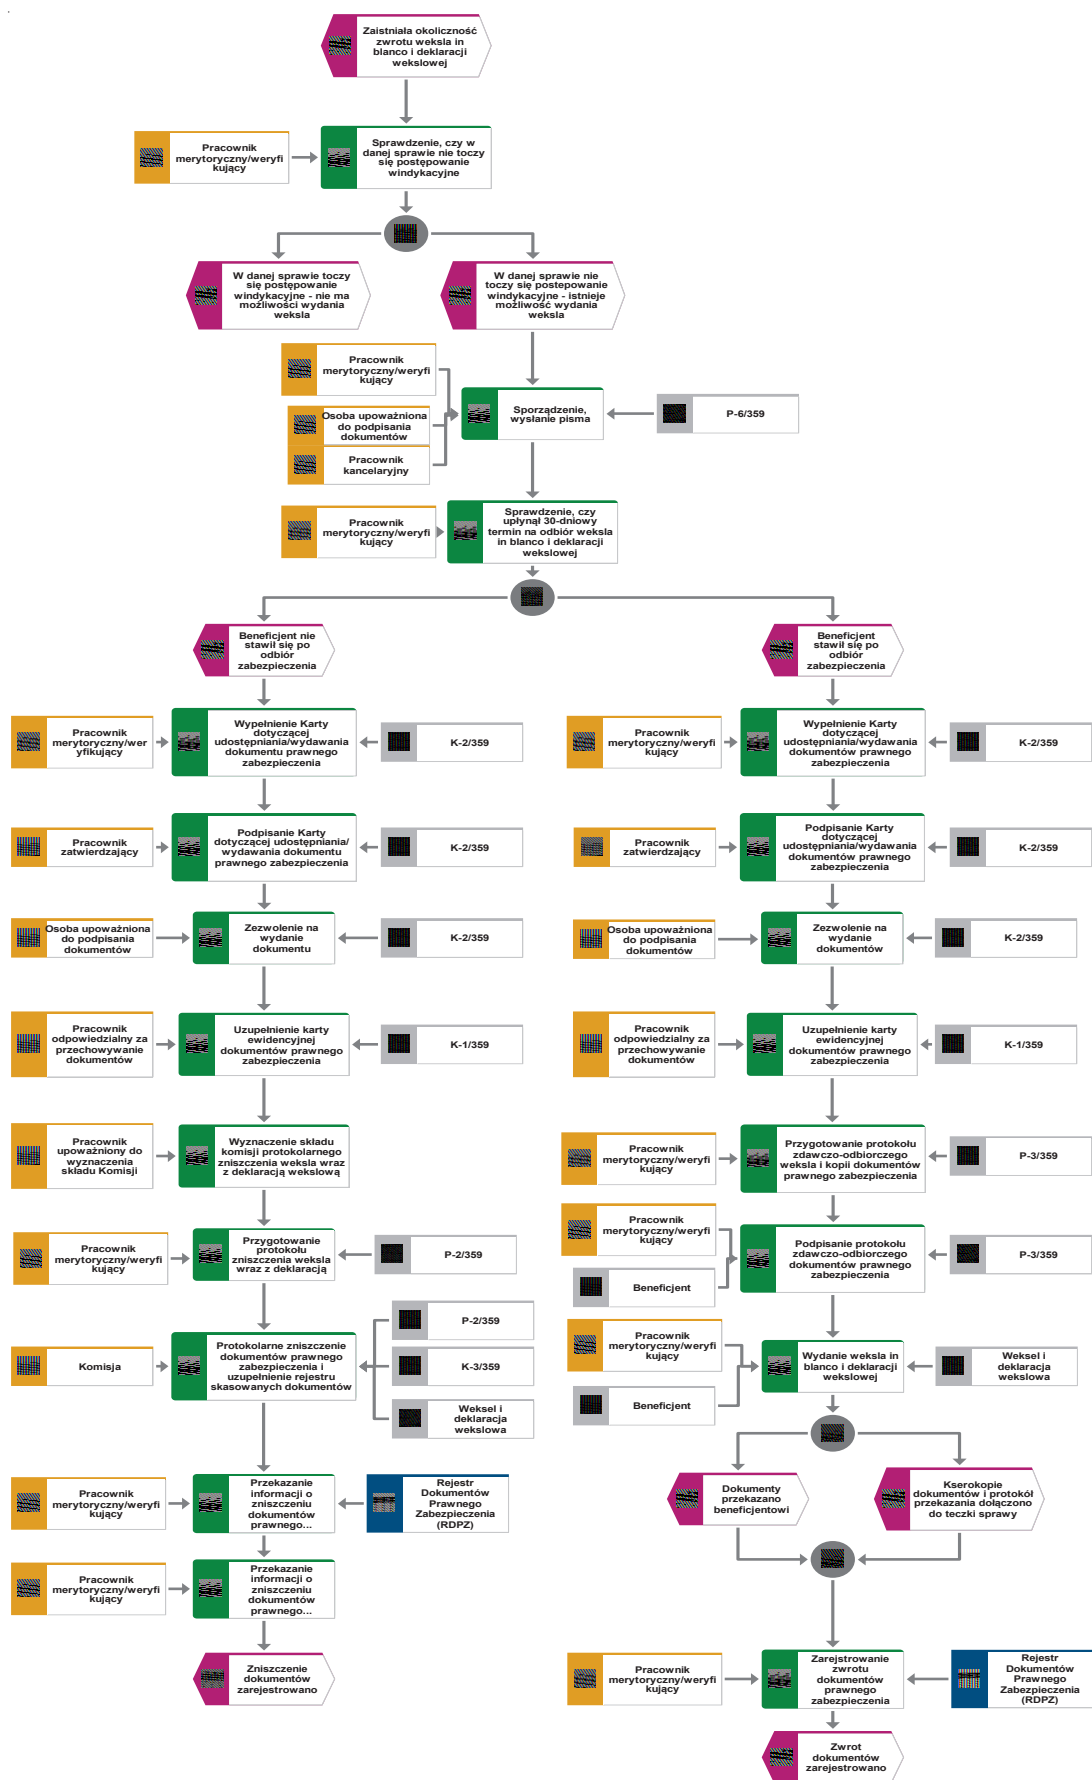 Zaistniała okoliczność
zwrotu weksla in
blanco i deklaracji
wekslowej
Pracownik
merytoryczny/weryfi
kujący
Sprawdzenie, czy w
danej sprawie nie toczy
się postępowanie
windykacyjne
W danej sprawie toczy
się postępowanie
windykacyjne - nie ma
możliwości wydania
weksla
W danej sprawie nie
toczy się postepowanie
windykacyjne - istnieje
możliwość wydania
weksla
Pracownik
merytoryczny/weryfi
kujący
Osoba upoważniona
do podpisania
dokumentów
Pracownik
kancelaryjny
Sporządzenie,
wysłanie pisma
P-6/359
Pracownik
merytoryczny/weryfi
kujący
Sprawdzenie, czy
upłynął 30-dniowy
termin na odbiór weksla
in blanco i deklaracji
wekslowej
Beneficjent nie
stawił się po
odbiór
zabezpieczenia
Beneficjent
stawił się po
odbiór
zabezpieczenia
Pracownik
merytoryczny/wer
yfikujący
Wypełnienie Karty
dotyczącej
udostępniania/wydawania
dokumentu prawnego
zabezpieczenia
K-2/359
Pracownik
merytoryczny/weryfi
kujący
Wypełnienie Karty
dotyczącej
udostępniania/wydawania
dokumentów prawnego
zabezpieczenia
K-2/359
Pracownik
zatwierdzający
Podpisanie Karty
dotyczącej udostępniania/
wydawania dokumentu
prawnego zabezpieczenia
K-2/359
Pracownik
zatwierdzający
Podpisanie Karty
dotyczącej
udostępniania/wydawania
dokumentów prawnego
zabezpieczenia
K-2/359
Osoba upoważniona
do podpisania
dokumentów
Zezwolenie na
wydanie
dokumentu
K-2/359
Osoba upoważniona
do podpisania
dokumentów
Zezwolenie na
wydanie
dokumentów
K-2/359
Pracownik
odpowiedzialny za
przechowywanie
dokumentów
Uzupełnienie karty
ewidencyjnej
dokumentów prawnego
zabezpieczenia
K-1/359
Pracownik
odpowiedzialny za
przechowywanie
dokumentów
Uzupełnienie karty
ewidencyjnej
dokumentów prawnego
zabezpieczenia
K-1/359
Pracownik
upoważniony do
wyznaczenia
składu Komisji
Wyznaczenie składu
komisji protokolarnego
zniszczenia weksla wraz
z deklaracją wekslową
Pracownik
merytoryczny/weryfi
kujący
Przygotowanie protokołu
zdawczo-odbiorczego
weksla i kopii dokumentów
prawnego zabezpieczenia
P-3/359
Pracownik
merytoryczny/weryfi
kujący
Przygotowanie
protokołu
zniszczenia weksla
wraz z deklaracją
P-2/359
Pracownik
merytoryczny/weryfi
kujący
Beneficjent
Podpisanie protokołu
zdawczo-odbiorczego
dokumentów prawnego
zabezpieczenia
P-3/359
Komisja
Protokolarne zniszczenie
dokumentów prawnego
zabezpieczenia i
uzupełnienie rejestru
skasowanych dokumentów
P-2/359
K-3/359
Weksel i
deklaracja
wekslowa
Pracownik
merytoryczny/weryfi
kujący
Beneficjent
Wydanie weksla in
blanco i deklaracji
wekslowej
Weksel i
deklaracja
wekslowa
Dokumenty
przekazano
beneficjentowi
Kserokopie
dokumentów i protokół
przekazania dołączono
do teczki sprawy
Pracownik
merytoryczny/weryfi
kujący
Przekazanie
informacji o
zniszczeniu
dokumentów
prawnego...
Rejestr
Dokumentów
Prawnego
Zabezpieczenia
(RDPZ)
Pracownik
merytoryczny/weryfi
kujący
Przekazanie
informacji o
zniszczeniu
dokumentów
prawnego...
Zniszczenie
dokumentów
zarejestrowano
Pracownik
merytoryczny/weryfi
kujący
Zarejstrowanie
zwrotu
dokumentów
prawnego
zabezpieczenia
Rejestr
Dokumentów
Prawnego
Zabezpieczenia
(RDPZ)
Zwrot
dokumentów
zarejestrowano